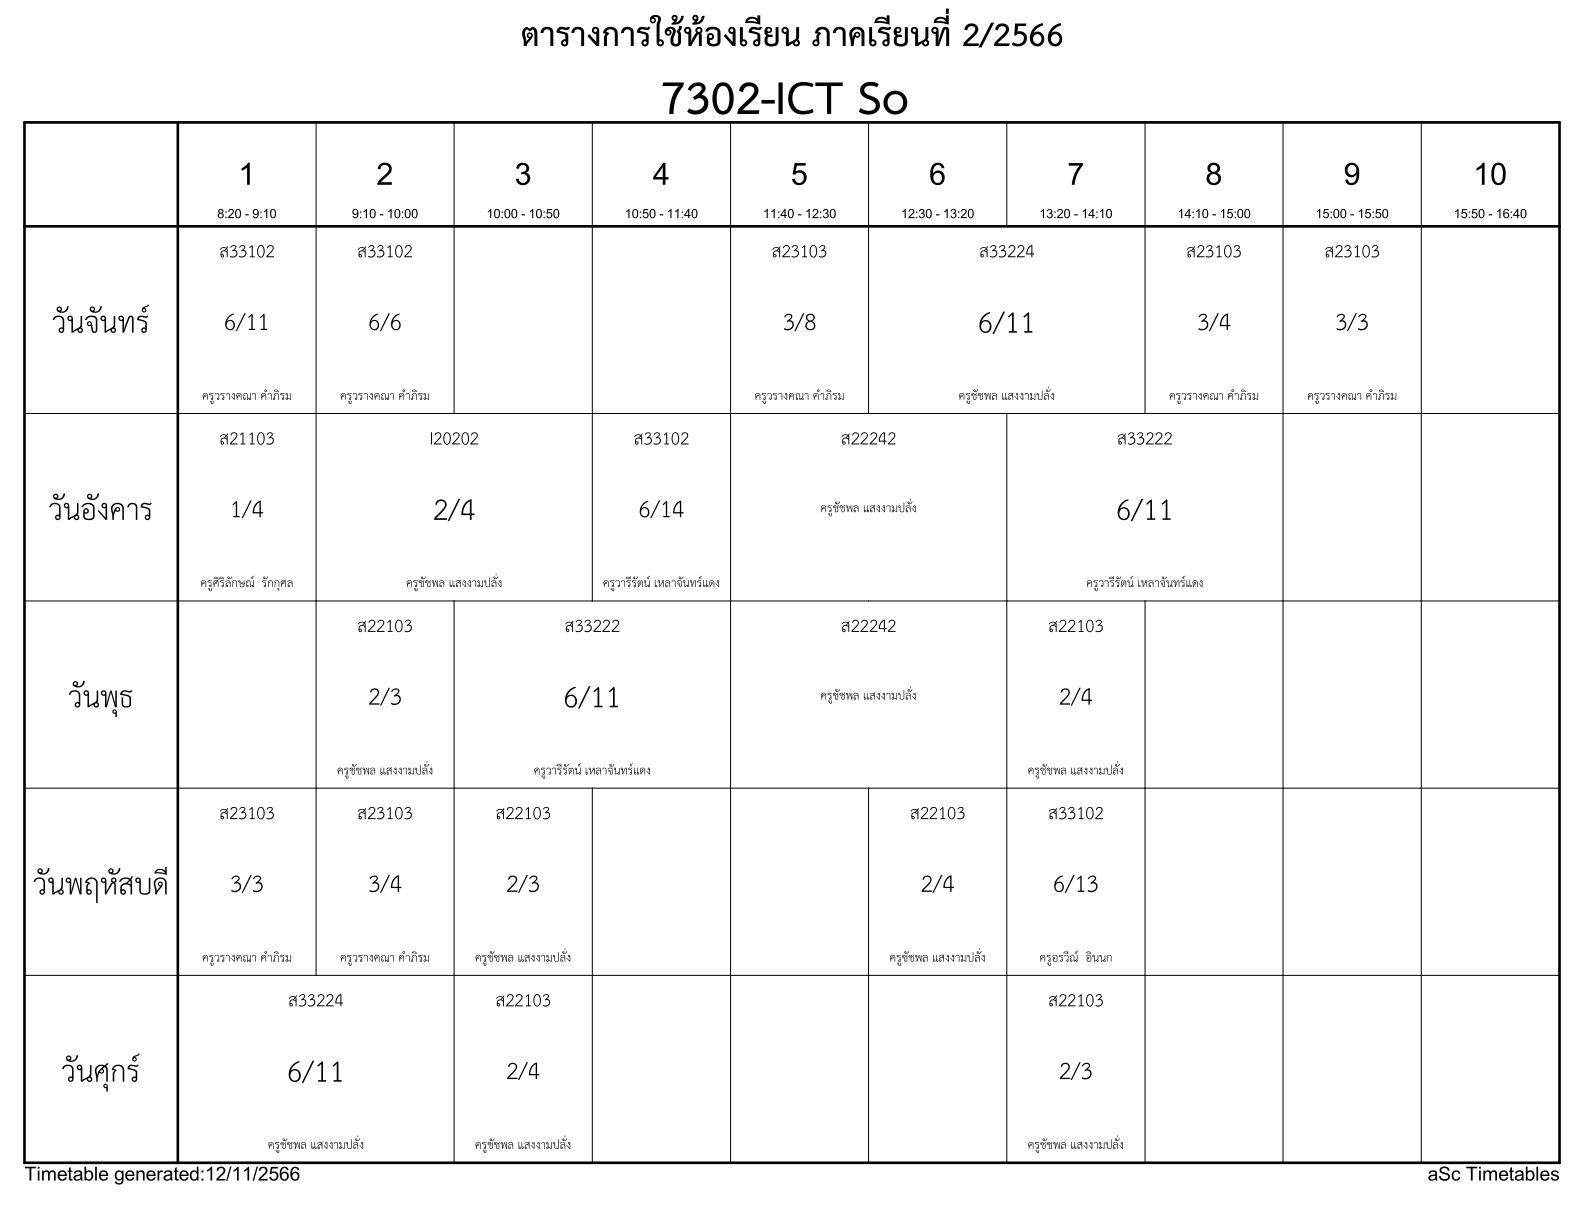 ตารางการใช้ห้องเรียน ภาคเรียนที่ 2/2566
7302-ICT So
1 2 3 4 5 6 7 8 9 10
8:20 - 9:10 9:10 - 10:00 10:00 - 10:50 10:50 - 11:40 11:40 - 12:30 12:30 - 13:20 13:20 - 14:10 14:10 - 15:00 15:00 - 15:50 15:50 - 16:40
ส33102 ส33102 ส23103 ส33224 ส23103 ส23103
วันจันทร์ 6/11 6/6 3/8 6/11 3/4 3/3
ครูวรางคณา คำภิรม ครูวรางคณา คำภิรม ครูวรางคณา คำภิรม ครูชัชพล แสงงามปลั่ง ครูวรางคณา คำภิรม ครูวรางคณา คำภิรม
ส21103 I20202 ส33102 ส22242 ส33222
วันอังคาร 1/4 2/4 6/14 ครูชัชพล แสงงามปลั่ง 6/11
ครูศิริลักษณ์ รักกุศล ครูชัชพล แสงงามปลั่ง ครูวารีรัตน์ เหลาจันทร์แดง ครูวารีรัตน์ เหลาจันทร์แดง
ส22103 ส33222 ส22242 ส22103
วันพุธ 2/3 6/11 ครูชัชพล แสงงามปลั่ง 2/4
ครูชัชพล แสงงามปลั่ง ครูวารีรัตน์ เหลาจันทร์แดง ครูชัชพล แสงงามปลั่ง
ส23103 ส23103 ส22103 ส22103 ส33102
วันพฤหัสบดี 3/3 3/4 2/3 2/4 6/13
ครูวรางคณา คำภิรม ครูวรางคณา คำภิรม ครูชัชพล แสงงามปลั่ง ครูชัชพล แสงงามปลั่ง ครูอรวีณ์ อินนก
ส33224 ส22103 ส22103
วันศุกร์ 6/11 2/4 2/3
ครูชัชพล แสงงามปลั่ง ครูชัชพล แสงงามปลั่ง ครูชัชพล แสงงามปลั่ง
Timetable generated:12/11/2566 aSc Timetables